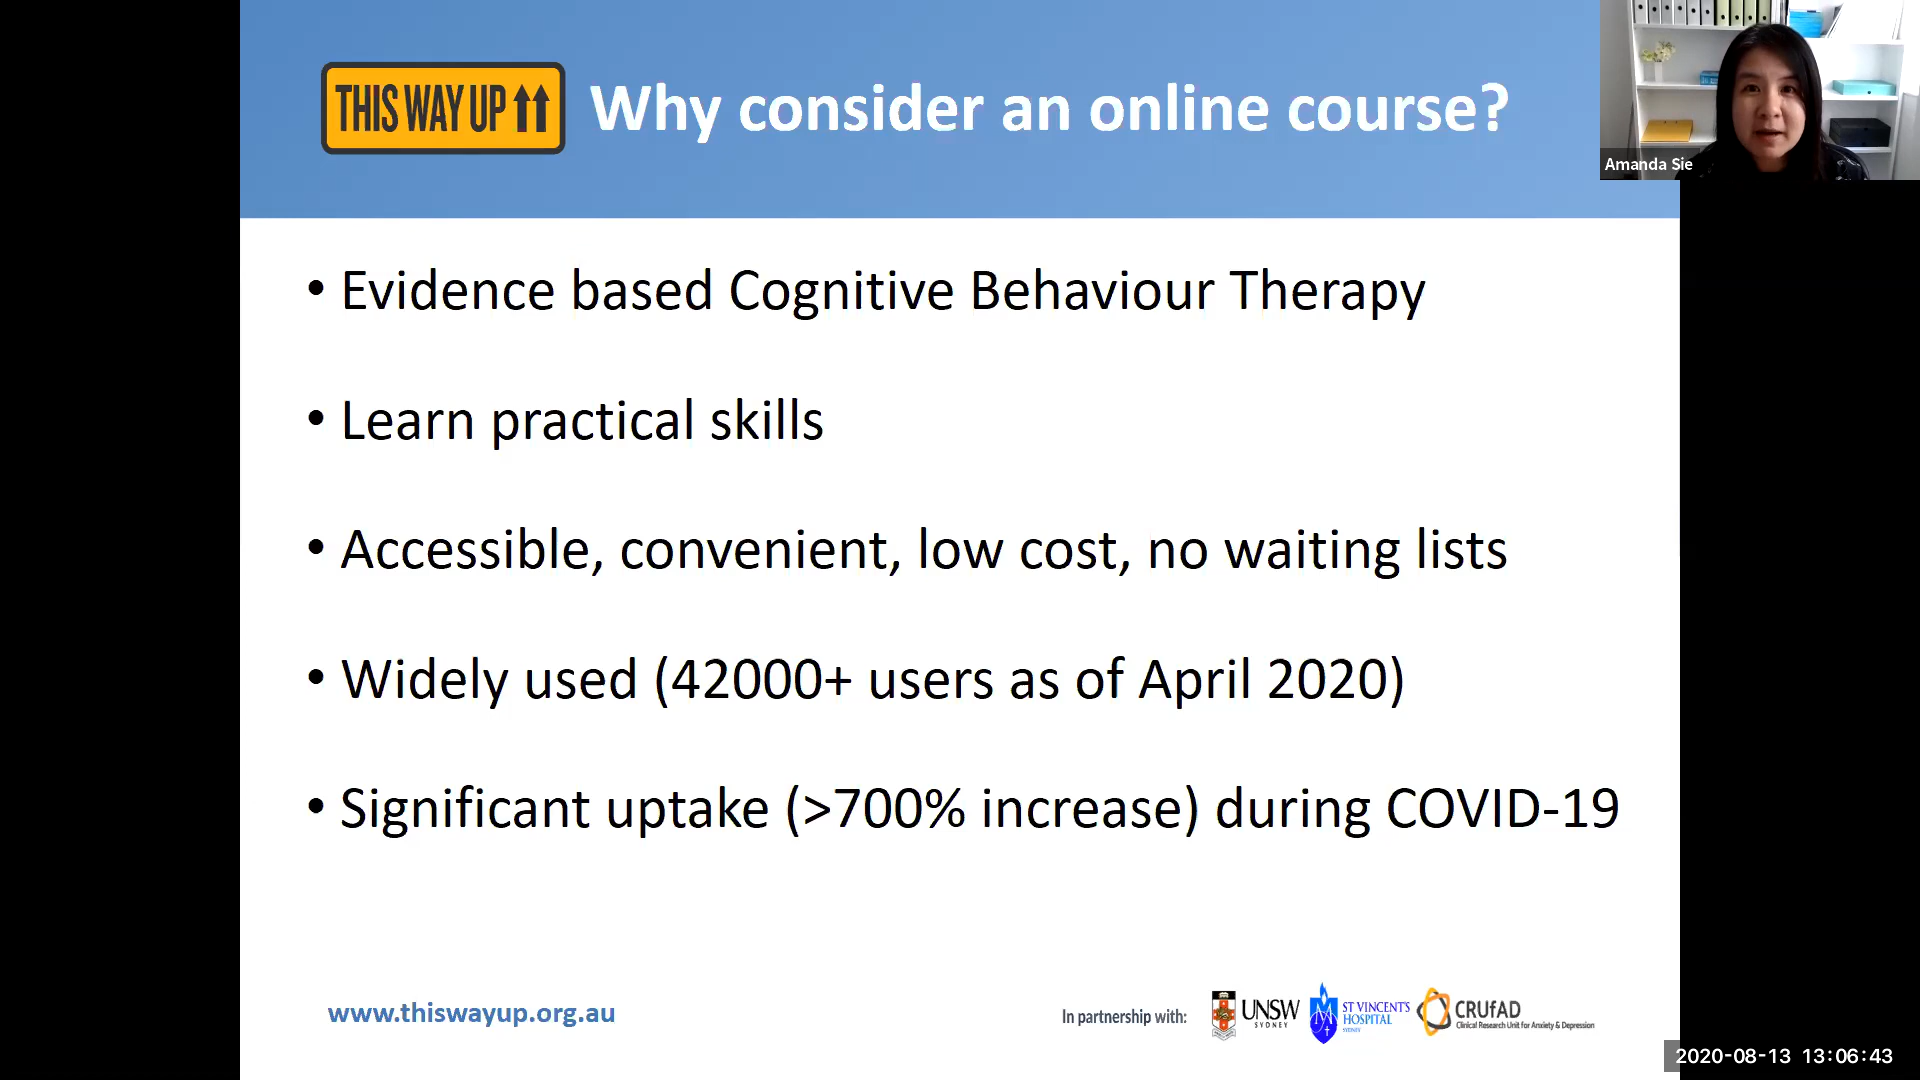 THIS WAY UP
Why consider an online course?
Amanda Sie
• Evidence based Cognitive Behaviour Therapy
• Learn practical skills
• Accessible, convenient, low cost, no waiting lists
• Widely used (42000+ users as of April 2020)
• Significant uptake (>700% increase) during COVID-19
www.thiswayup.org.au
In partnership with:
UNSW
SYDNEY
ST VINCENT'S
HOSPITAL
SYDNEY
CRUFAD
Clinical Research Unit for Anxiety & Depression
2020-08-13 13:06:43